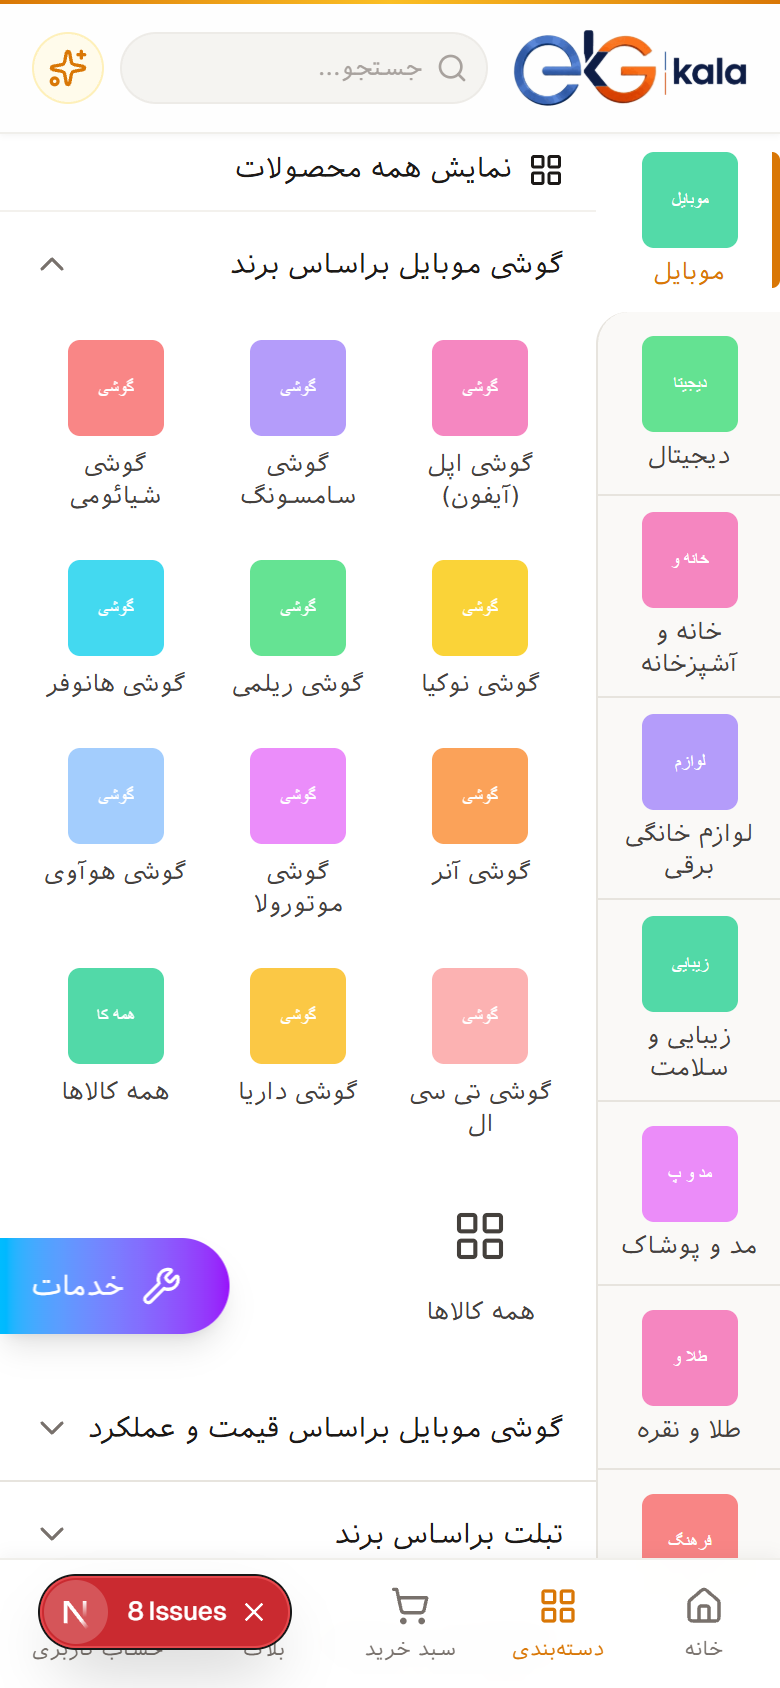 ekG kala
جستجو...
نمایش همه محصولات
گوشی موبایل براساس برند
گوشی
گوشی اپل
(آیفون)
گوشی
گوشی
سامسونگ
گوشی
گوشی
شیائومی
گوشی
گوشی نوکیا
گوشی
گوشی ریلمی
گوشی
گوشی هانوفر
گوشی
گوشی آنر
گوشی
گوشی
موتورولا
گوشی
گوشی هوآوی
گوشی
گوشی تی سی
ال
گوشی
گوشی داریا
همه کا
همه کالاها
همه کالاها
خدمات
گوشی موبایل براساس قیمت و عملکرد
تبلت براساس برند
موبایل
موبایل
دیجیتا
دیجیتال
خانه و
خانه و
آشپزخانه
لوازم
لوازم خانگی
برقی
زیبایی
زیبایی و
سلامت
مد و پ
مد و پوشاک
طلا و
طلا و نقره
فرهنگ
خانه
دسته‌بندی
سبد خرید
بلاگ
حساب کاربری
N 8 Issues